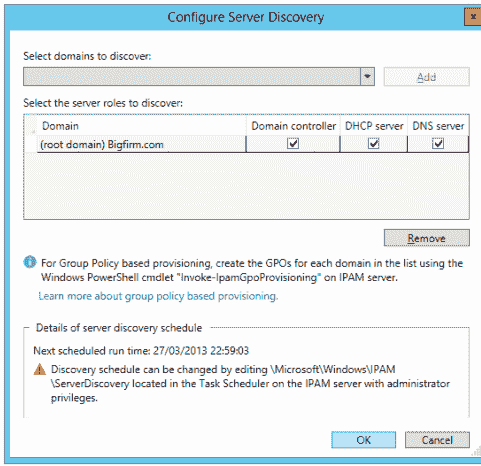 Configure Server Discovery
x
Select domains to discover:
Add
Select the server roles to discover:
Domain Domain controller DHCP server DNS server
(root domain) Bigfirm.com
Remove
For Group Policy based provisioning, create the GPOs for each domain in the list using the
Windows PowerShell cmdlet "Invoke-IpamGpoProvisioning" on IPAM server.
Learn more about group policy based provisioning.
Details of server discovery schedule
Next scheduled run time: 27/03/2013 22:59:03
Discovery schedule can be changed by editing \Microsoft\Windows\IPAM
\ServerDiscovery located in the Task Scheduler on the IPAM server with administrator
privileges.
OK Cancel